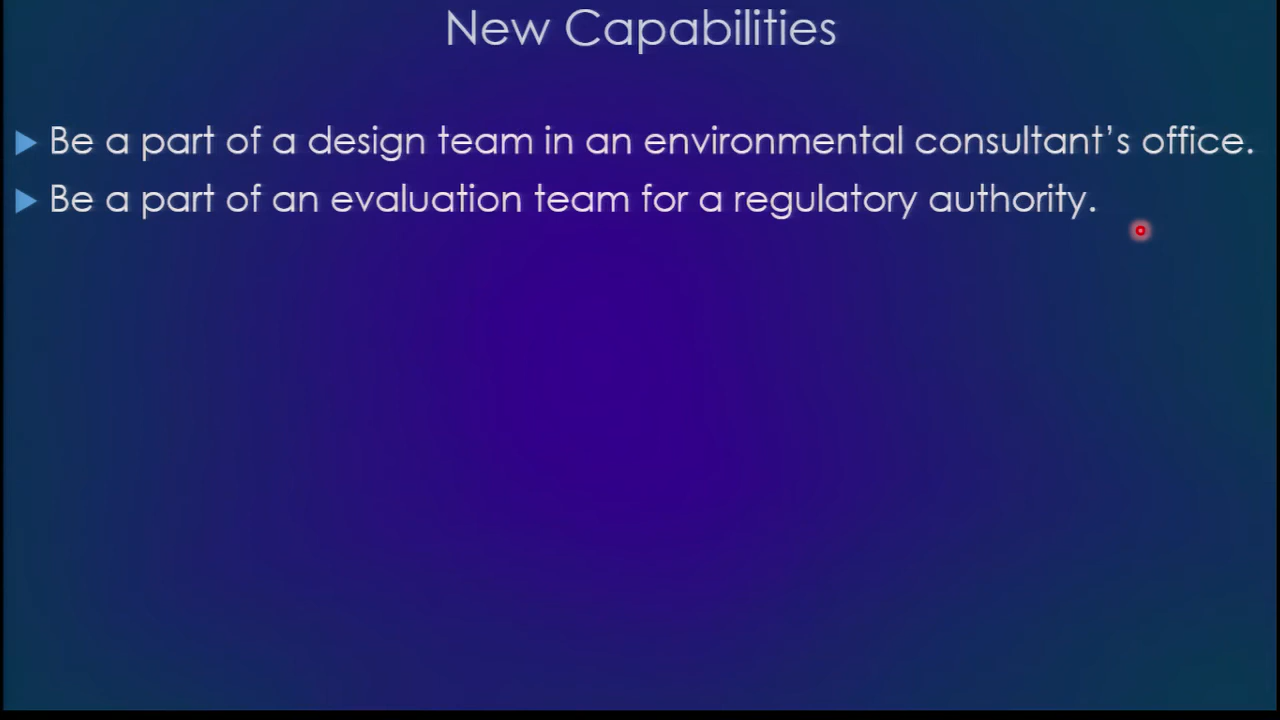 New Capabilities
Be a part of a design team in an environmental consultant’s office.
Be a part of an evaluation team for a regulatory authority.